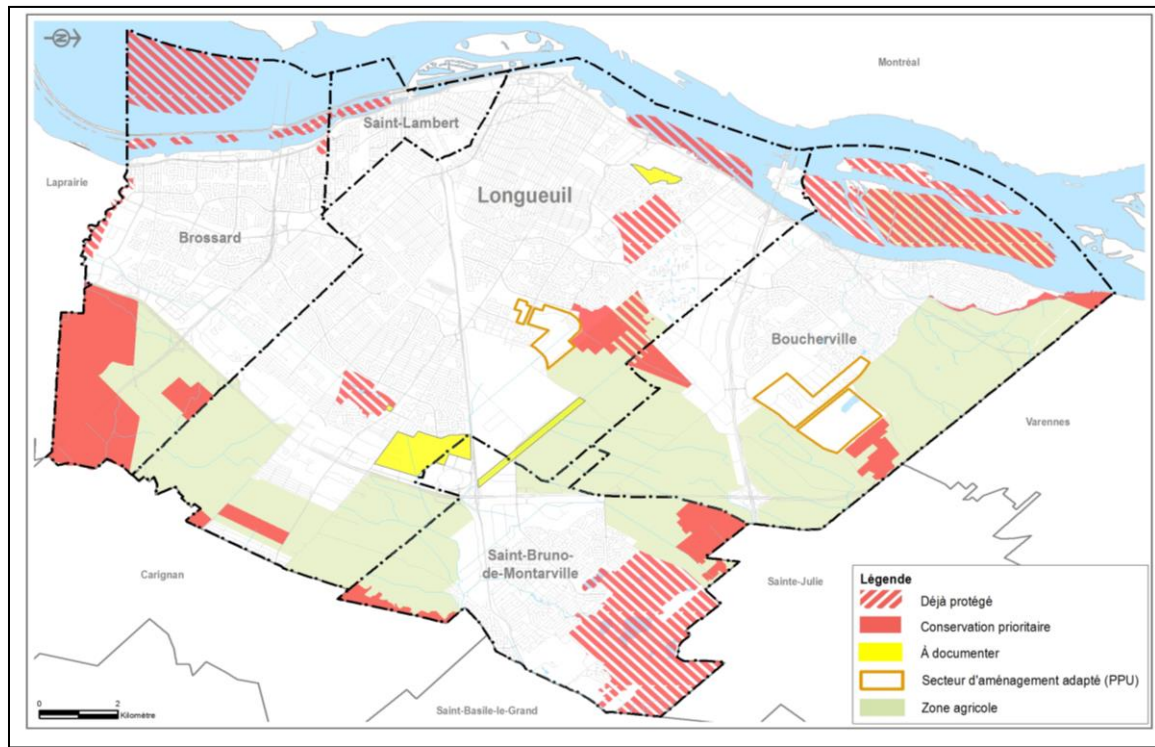 N
Montréal
Saint-Lambert
Laprairie
Longueuil
Brossard
Boucherville
Varennes
Saint-Bruno-
de-Montarville
Carignan
Sainte-Julie
Saint-Basile-le-Grand
Légende
Déjà protégé
Conservation prioritaire
À documenter
Secteur d'aménagement adapté (PPU)
Zone agricole
0 2
Kilomètre